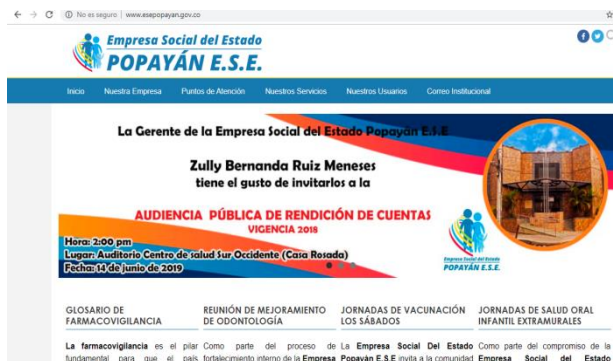 No es seguro | www.esepopayan.gov.co
Empresa Social del Estado
POPAYÁN E.S.E.
Inicio Nuestra Empresa Puntos de Atención Nuestros Servicios Nuestros Usuarios Correo Institucional
La Gerente de la Empresa Social del Estado Popayán E.S.E
Zully Bernanda Ruiz Meneses
tiene el gusto de invitarlos a la
AUDIENCIA PÚBLICA DE RENDICIÓN DE CUENTAS
VIGENCIA 2018
Hora: 2:00 pm
Lugar: Auditorio Centro de salud Sur Occidente (Casa Rosada)
Fecha: 14 de junio de 2019
Empresa Social del Estado
POPAYÁN E.S.E.
GLOSARIO DE
FARMACOVIGILANCIA
La farmacovigilancia es el pilar
fundamental para que el país
REUNIÓN DE MEJORAMIENTO
DE ODONTOLOGÍA
Como parte del proceso de
fortalecimiento interno de la Empresa
JORNADAS DE VACUNACIÓN
LOS SÁBADOS
La Empresa Social Del Estado
Popayán E.S.E invita a la comunidad
JORNADAS DE SALUD ORAL
INFANTIL EXTRAMURALES
Como parte del compromiso de la
Empresa Social del Estado